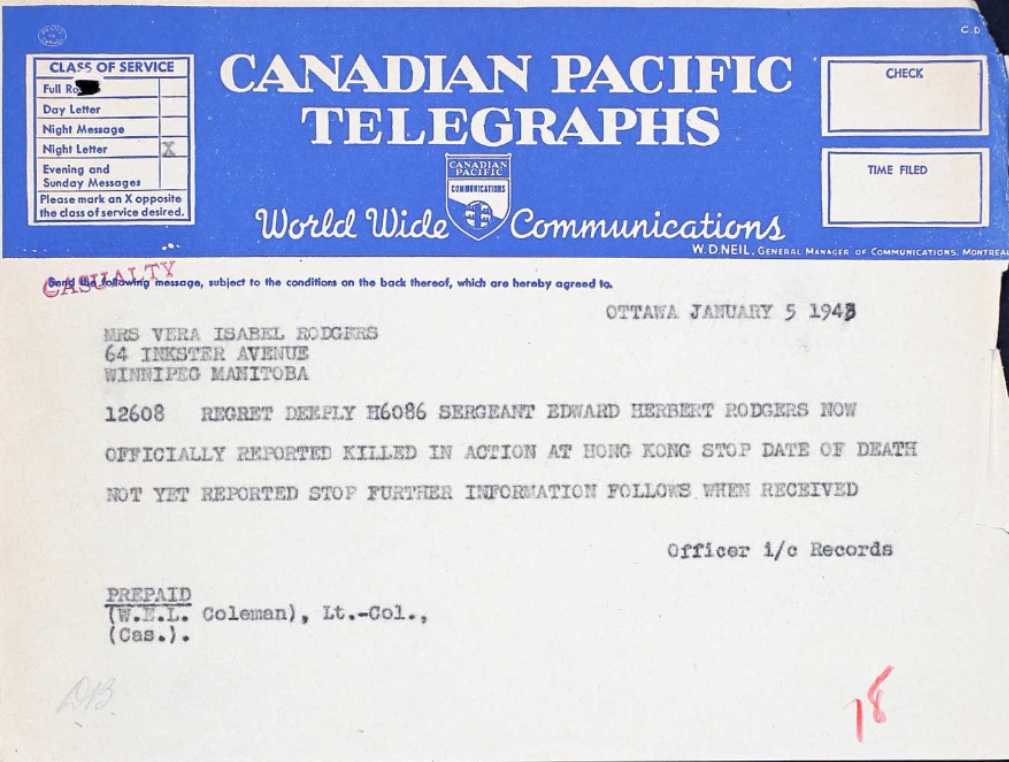 C.D.
CLASS OF SERVICE
Full
Day Letter
Night Message
Night Letter X
Evening and
Sunday Messages
Please mark an X opposite
the class of service desired.
CANADIAN PACIFIC
TELEGRAPHS
CANADIAN
PACIFIC
COMMUNICATIONS
World Wide Communications
CHECK
TIME FILED
W.D.NEIL, GENERAL MANAGER OF COMMUNICATIONS, MONTREAL
CASUALTY
Send the following message, subject to the conditions on the back thereof, which are hereby agreed to.
OTTAWA JANUARY 5 1943
MRS VERA ISABEL RODGERS
64 INKSTER AVENUE
WINNIPEG MANITOBA
12608 REGRET DEEPLY H6086 SERGEANT EDWARD HERBERT RODGERS NOW
OFFICIALLY REPORTED KILLED IN ACTION AT HONG KONG STOP DATE OF DEATH
NOT YET REPORTED STOP FURTHER INFORMATION FOLLOWS WHEN RECEIVED
Officer i/c Records
PREPAID
(W.E.L. Coleman), Lt.-Col.,
(Cas.).
DB
18